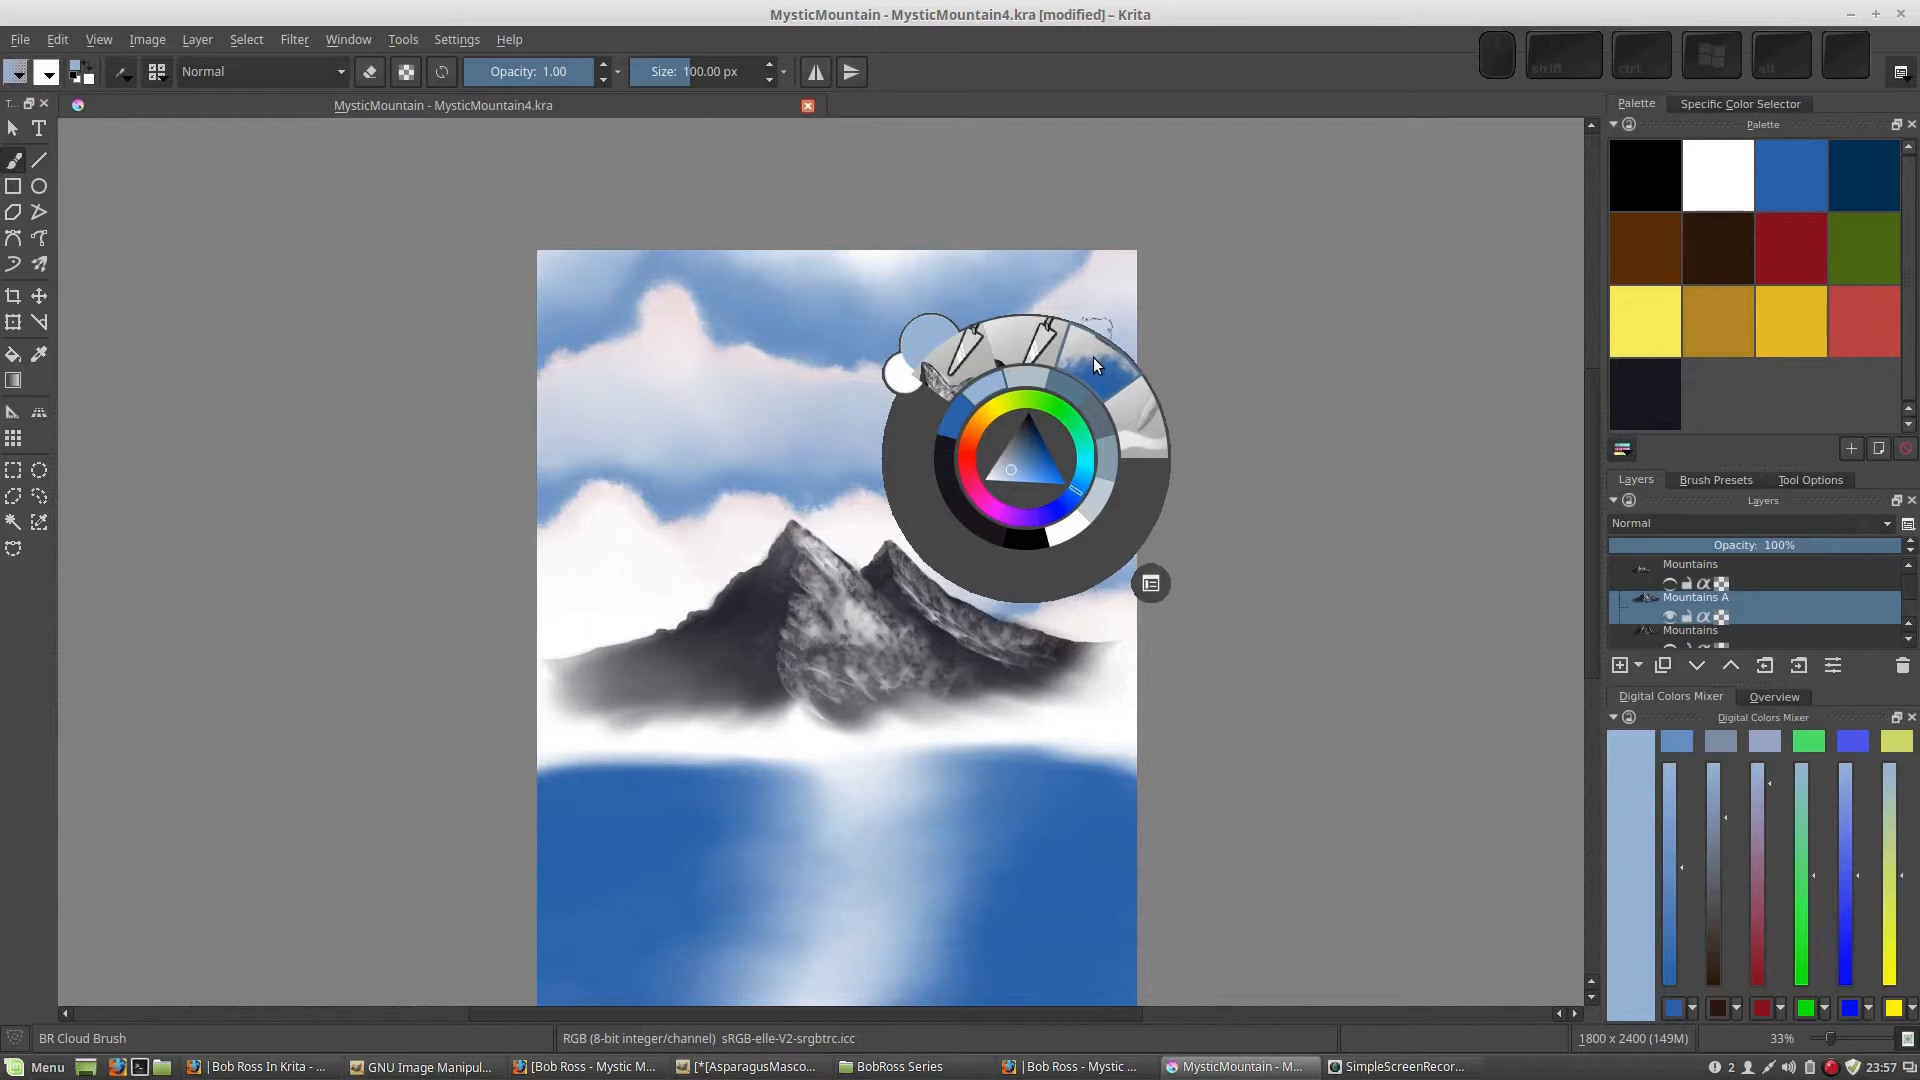 MysticMountain - MysticMountain4.kra [modified] – Krita
File Edit View Image Layer Select Filter Window Tools Settings Help
shift ctrl alt
Normal Opacity: 1.00 Size: 100.00 px
T... MysticMountain - MysticMountain4.kra
Palette Specific Color Selector
Palette
Layers Brush Presets Tool Options
Layers
Normal
Opacity: 100%
Mountains
Mountains A
Mountains
Digital Colors Mixer Overview
Digital Colors Mixer
BR Cloud Brush RGB (8-bit integer/channel) sRGB-elle-V2-srgbtrc.icc 1800 x 2400 (149M) 33%
Menu |Bob Ross In Krita - ... GNU Image Manipul... [Bob Ross - Mystic M... [*[AsparagusMasco... BobRoss Series |Bob Ross - Mystic ... MysticMountain - M... SimpleScreenRecor... 2 23:57